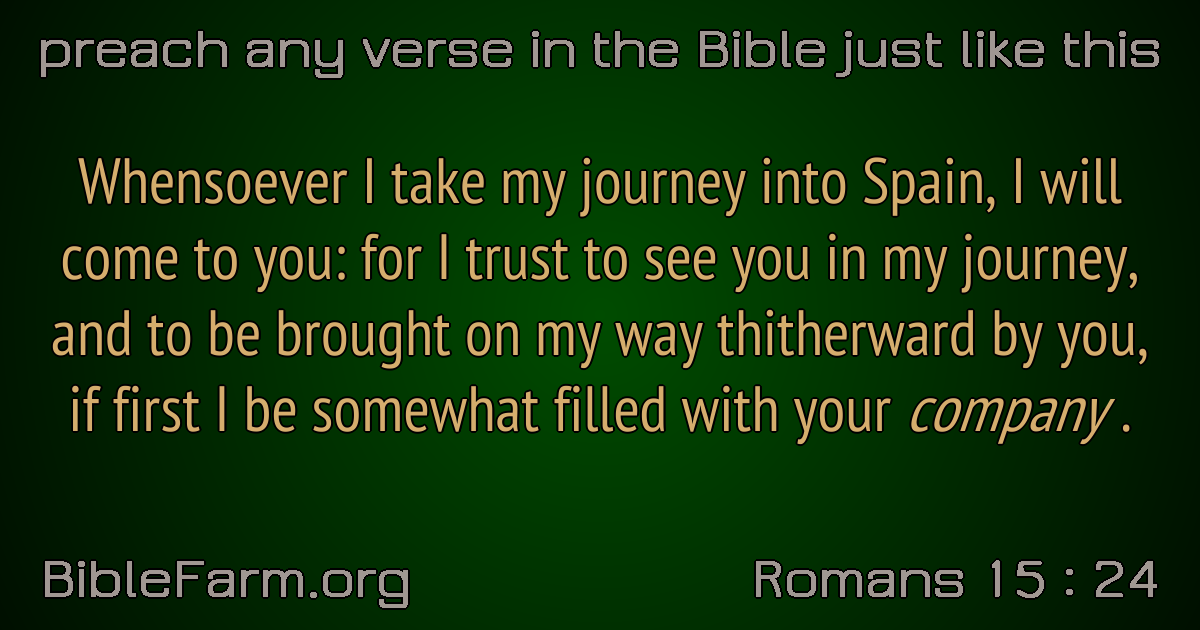 preach any verse in the Bible just like this
Whensoever I take my journey into Spain, I will
come to you: for I trust to see you in my journey,
and to be brought on my way thitherward by you,
if first I be somewhat filled with your company .
BibleFarm.org
Romans 15 : 24